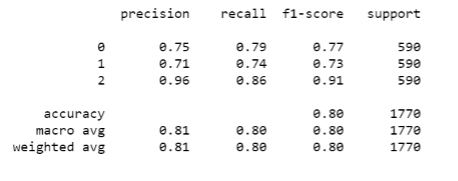 precision recall f1-score support
0 0.75 0.79 0.77 590
1 0.71 0.74 0.73 590
2 0.96 0.86 0.91 590
accuracy 0.80 1770
macro avg 0.81 0.80 0.80 1770
weighted avg 0.81 0.80 0.80 1770